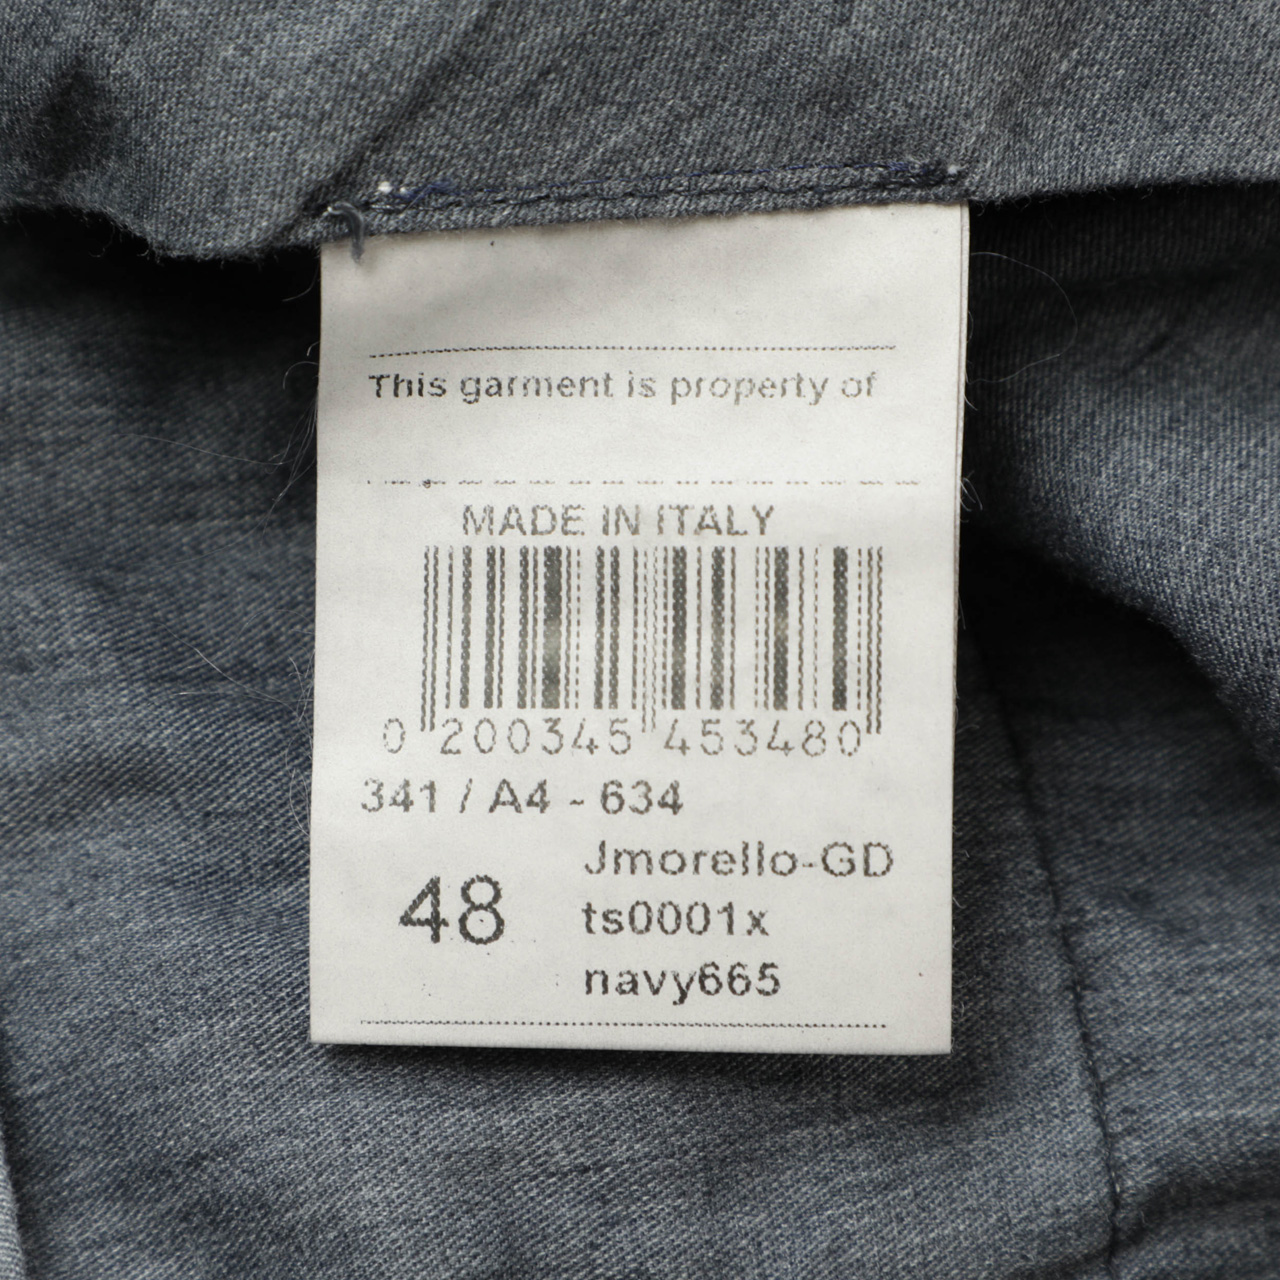 This garment is property of
MADE IN ITALY
0 200345 453480
341 / A4 - 634
Jmorello-GD
48
ts0001x
navy665